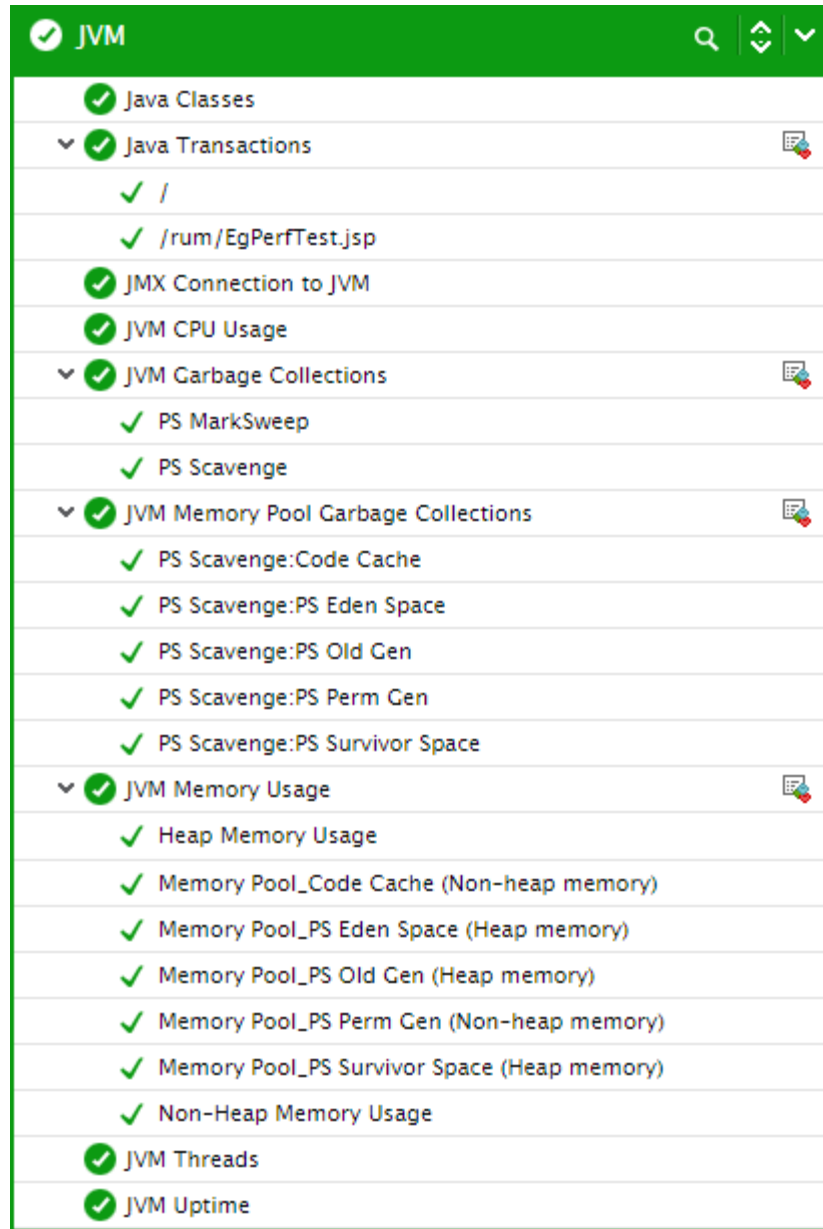 JVM
Java Classes
Java Transactions
/
/rum/EgPerfTest.jsp
JMX Connection to JVM
JVM CPU Usage
JVM Garbage Collections
PS MarkSweep
PS Scavenge
JVM Memory Pool Garbage Collections
PS Scavenge:Code Cache
PS Scavenge:PS Eden Space
PS Scavenge:PS Old Gen
PS Scavenge:PS Perm Gen
PS Scavenge:PS Survivor Space
JVM Memory Usage
Heap Memory Usage
Memory Pool_Code Cache (Non-heap memory)
Memory Pool_PS Eden Space (Heap memory)
Memory Pool_PS Old Gen (Heap memory)
Memory Pool_PS Perm Gen (Non-heap memory)
Memory Pool_PS Survivor Space (Heap memory)
Non-Heap Memory Usage
JVM Threads
JVM Uptime